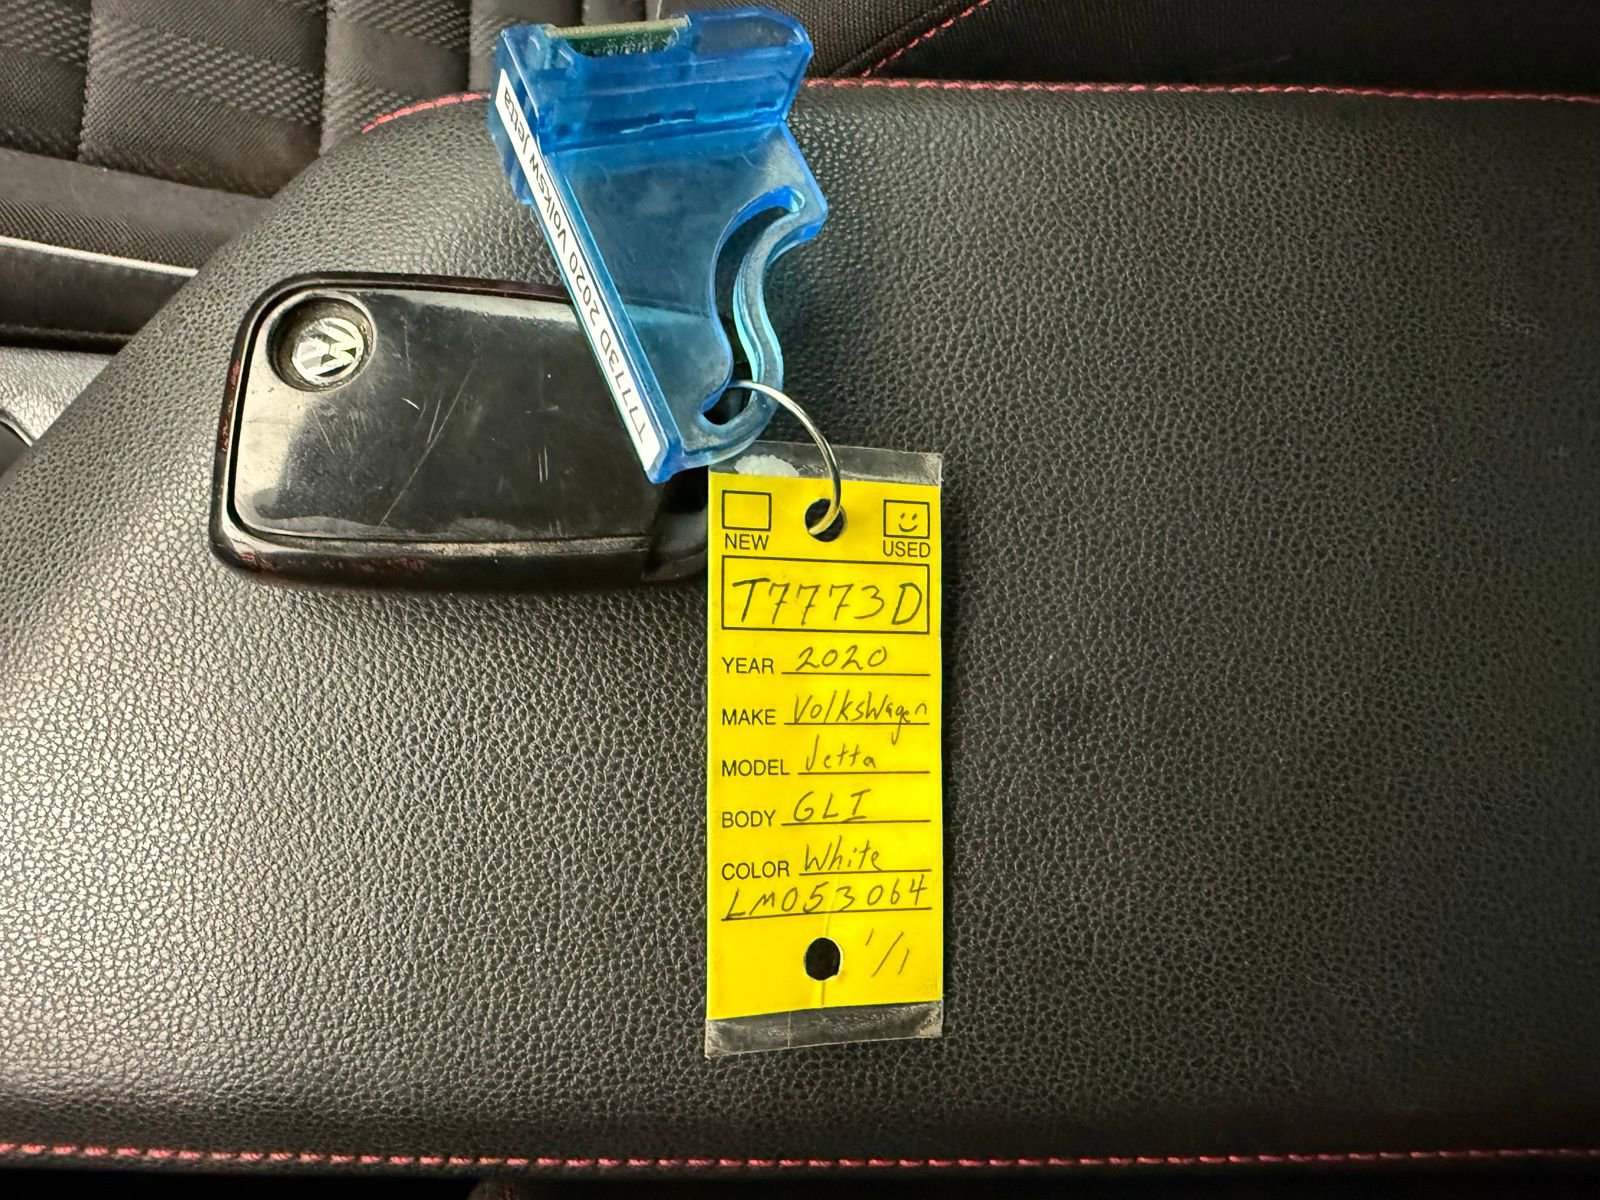 T7773D 2020 Volksw Jetta
NEW
USED
T7773D
YEAR 2020
MAKE Volkswagen
MODEL Jetta
BODY GLI
COLOR White
LM053064
1/1